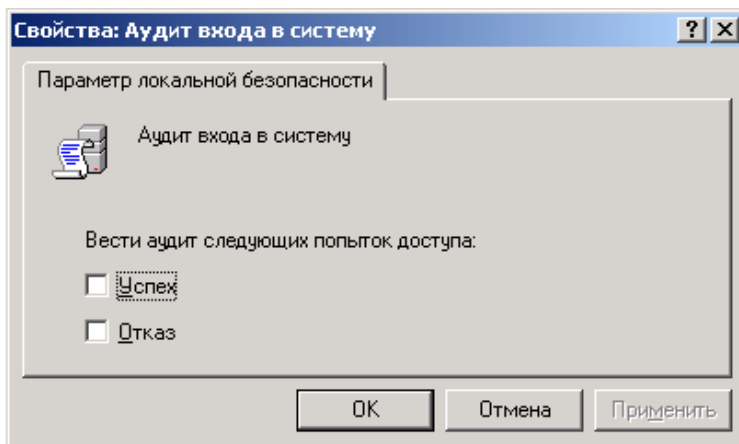 Свойства: Аудит входа в систему
Параметр локальной безопасности
Аудит входа в систему
Вести аудит следующих попыток доступа:
Успех
Отказ
OK Отмена Применить